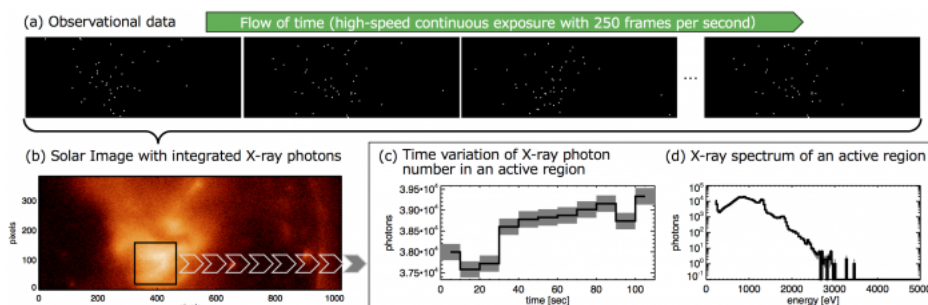 (a) Observational data
Flow of time (high-speed continuous exposure with 250 frames per second)
...
(b) Solar Image with integrated X-ray photons
pixels
300
200
100
0
0 200 400 600 800 1000
(c) Time variation of X-ray photon
number in an active region
photons
3.95•10⁴
3.90•10⁴
3.85•10⁴
3.80•10⁴
3.75•10⁴
0 20 40 60 80 100
time [sec]
(d) X-ray spectrum of an active region
photons
10⁵
10⁴
10³
10²
10¹
10⁰
10⁻¹
0 1000 2000 3000 4000 5000
energy [eV]